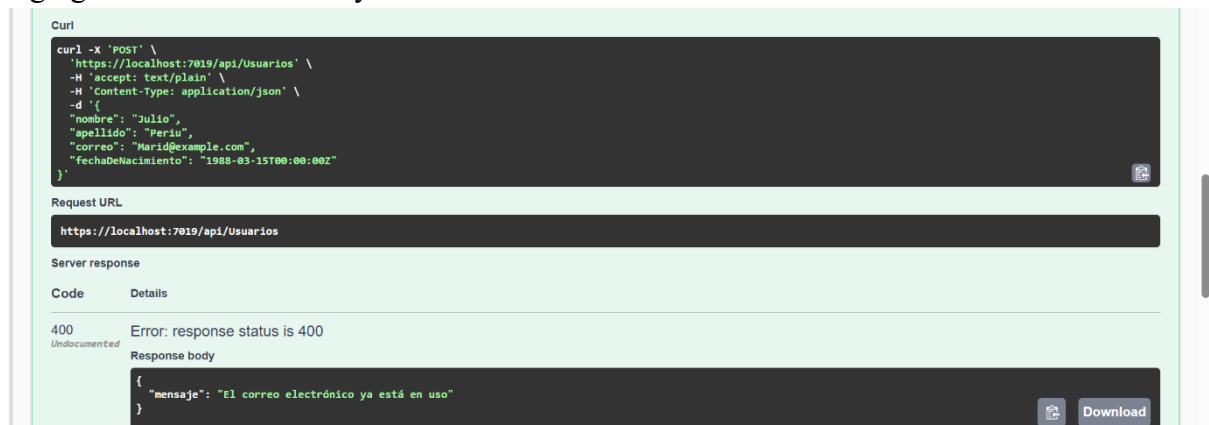 Curl
curl -X 'POST' \
'https://localhost:7019/api/Usuarios' \
-H 'accept: text/plain' \
-H 'Content-Type: application/json' \
-d '{
"nombre": "Julio",
"apellido": "Periu",
"correo": "Marid@example.com",
"fechaDeNacimiento": "1988-03-15T00:00:00Z"
}'
Request URL
https://localhost:7019/api/Usuarios
Server response
Code Details
400 Error: response status is 400
Undocumented
Response body
{
"mensaje": "El correo electrónico ya está en uso"
}
Download